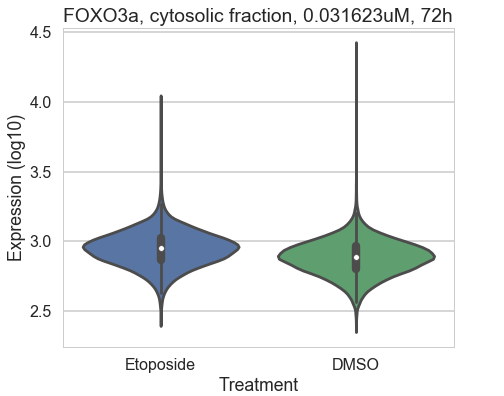 FOXO3a, cytosolic fraction, 0.031623uM, 72h
4.5
4.0
3.5
3.0
2.5
Expression (log10)
Etoposide DMSO
Treatment